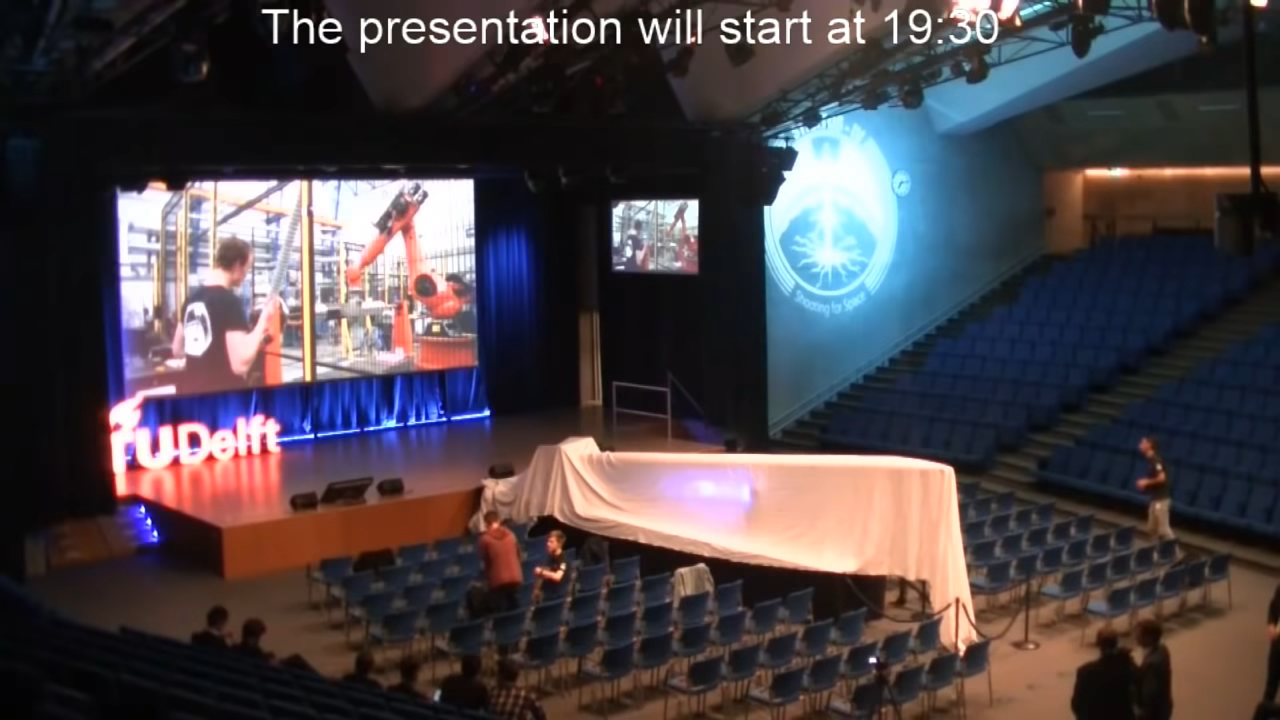 The presentation will start at 19:30
TUDelft
Shooting for Space